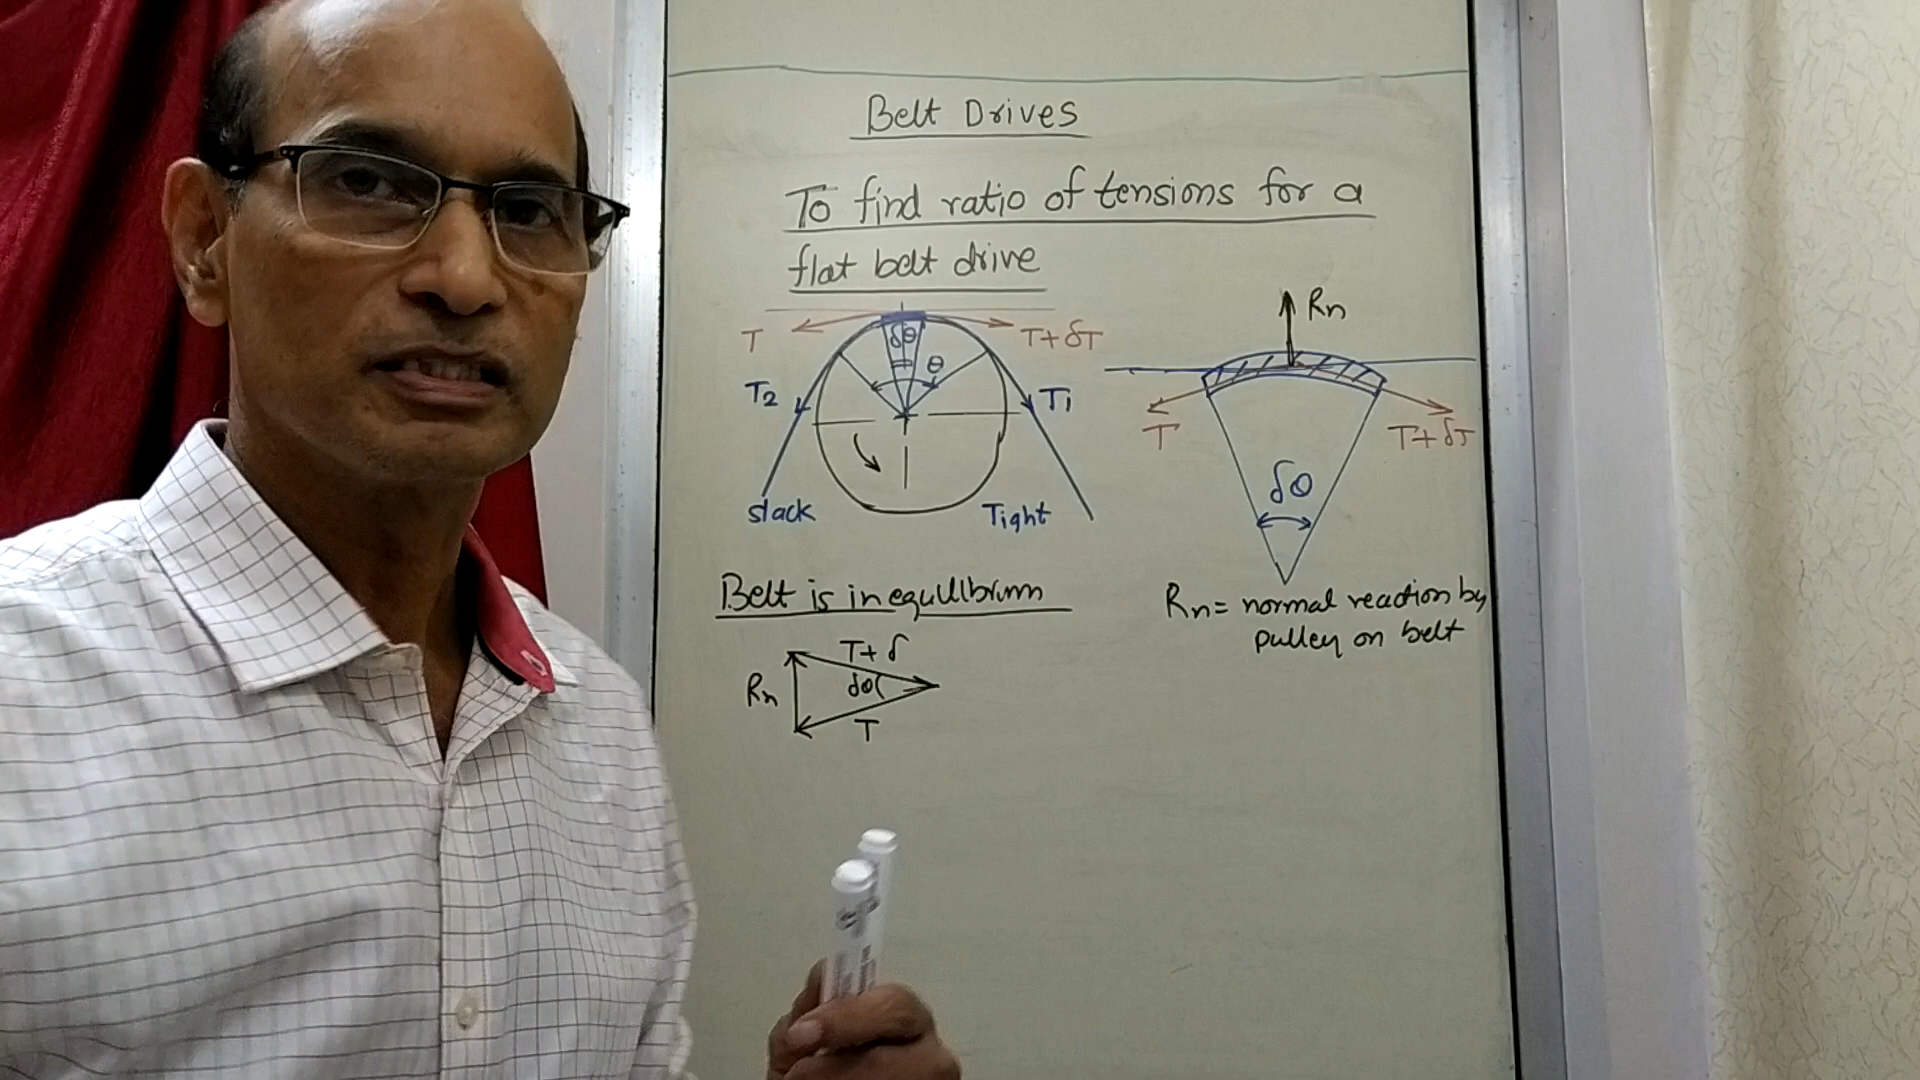 Belt Drives
To find ratio of tensions for a
flat belt drive
T
δθ
θ
T+δT
T2
T1
slack
Tight
Rn
T
T+δT
δθ
Rn = normal reaction by
pulley on belt
Belt is in equilibrium
T+δ
Rn
δθ
T